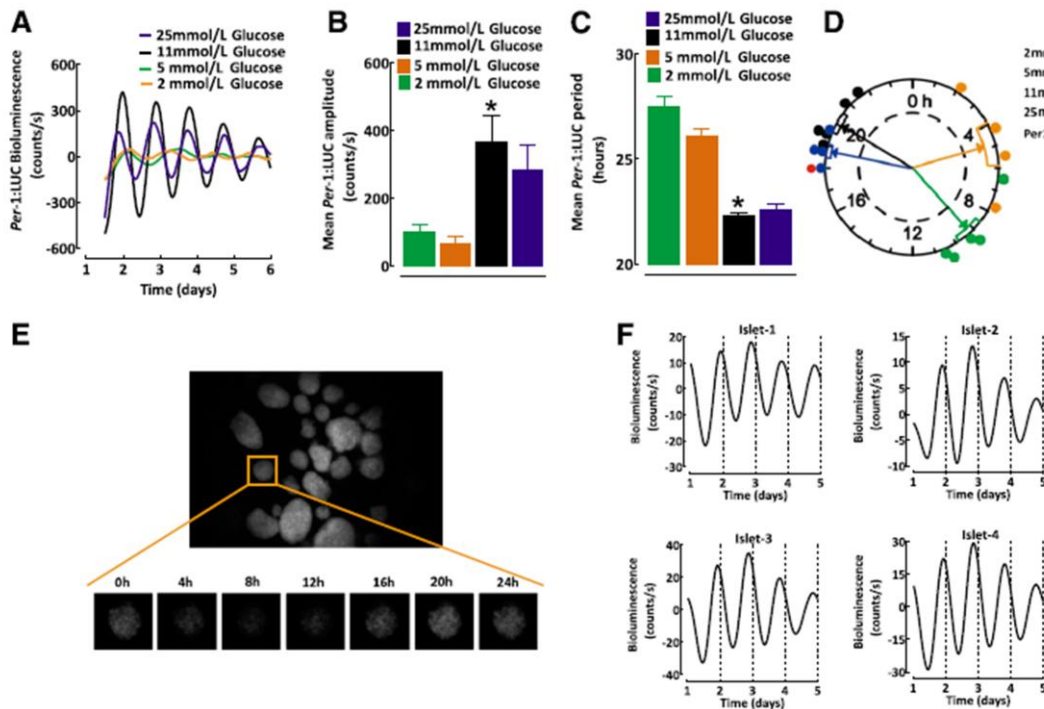 A
25mmol/L Glucose
11mmol/L Glucose
5 mmol/L Glucose
2 mmol/L Glucose
Per-1:LUC Bioluminescence
(counts/s)
600
300
0
-300
-600
1 2 3 4 5 6
Time (days)
B
25mmol/L Glucose
11mmol/L Glucose
5 mmol/L Glucose
2 mmol/L Glucose
Mean Per-1:LUC amplitude
(counts/s)
600
400
200
0
*
C
25mmol/L Glucose
11mmol/L Glucose
5 mmol/L Glucose
2 mmol/L Glucose
Mean Per-1:LUC period
(hours)
30
25
20
*
D
2m
5m
11m
25m
Per1
0 h
4
8
12
16
20
E
0h 4h 8h 12h 16h 20h 24h
F
Islet-1
Bioluminescence
(counts/s)
20
10
0
-10
-20
-30
1 2 3 4 5
Time (days)
Islet-2
Bioluminescence
(counts/s)
15
10
5
0
-5
-10
1 2 3 4 5
Time (days)
Islet-3
Bioluminescence
(counts/s)
40
20
0
-20
-40
1 2 3 4 5
Time (days)
Islet-4
Bioluminescence
(counts/s)
30
15
0
-15
-30
1 2 3 4 5
Time (days)